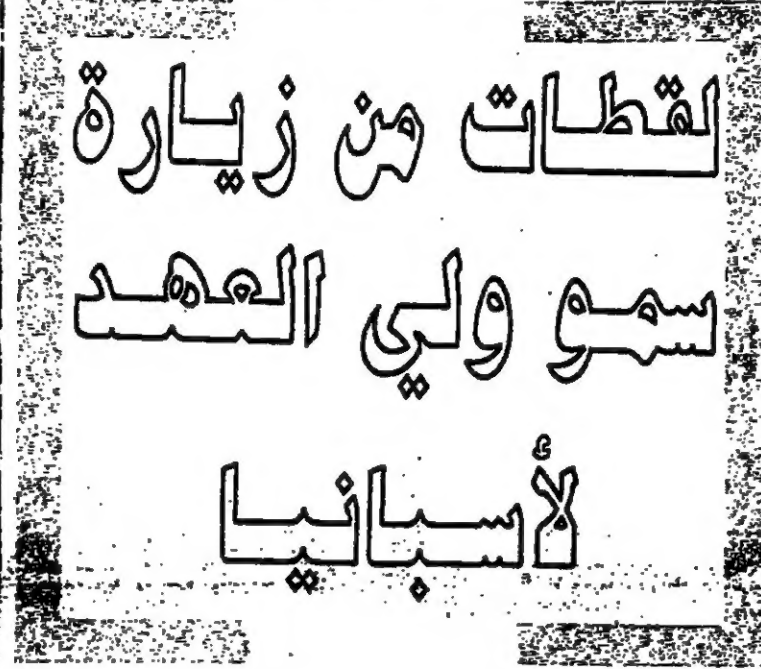 لقطات من زيارة
سمو ولي العهد
لأسبانيا